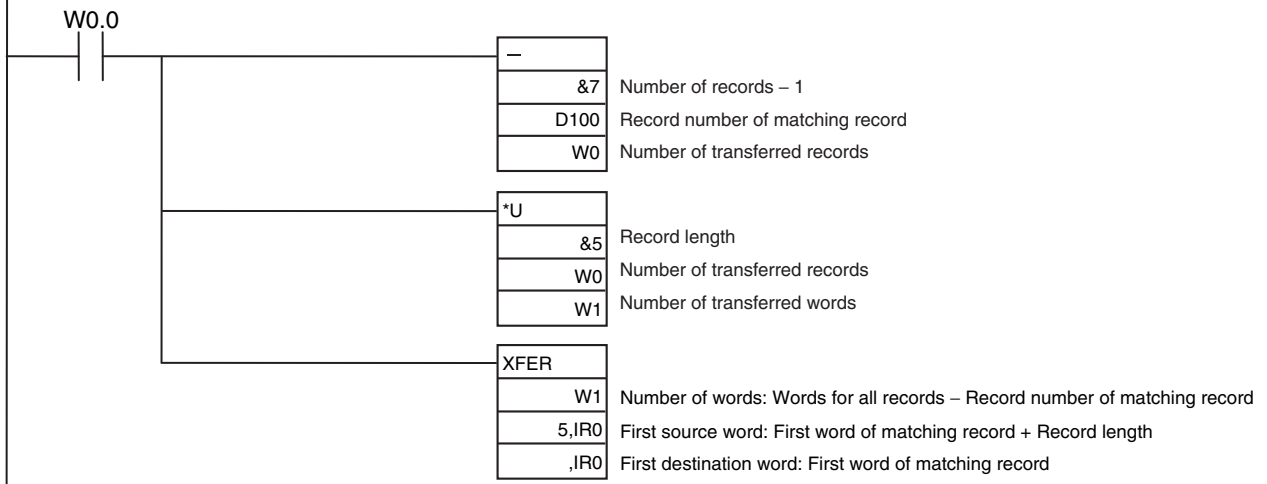 W0.0
−
&7 Number of records − 1
D100 Record number of matching record
W0 Number of transferred records
*U
&5 Record length
W0 Number of transferred records
W1 Number of transferred words
XFER
W1 Number of words: Words for all records − Record number of matching record
5,IR0 First source word: First word of matching record + Record length
,IR0 First destination word: First word of matching record